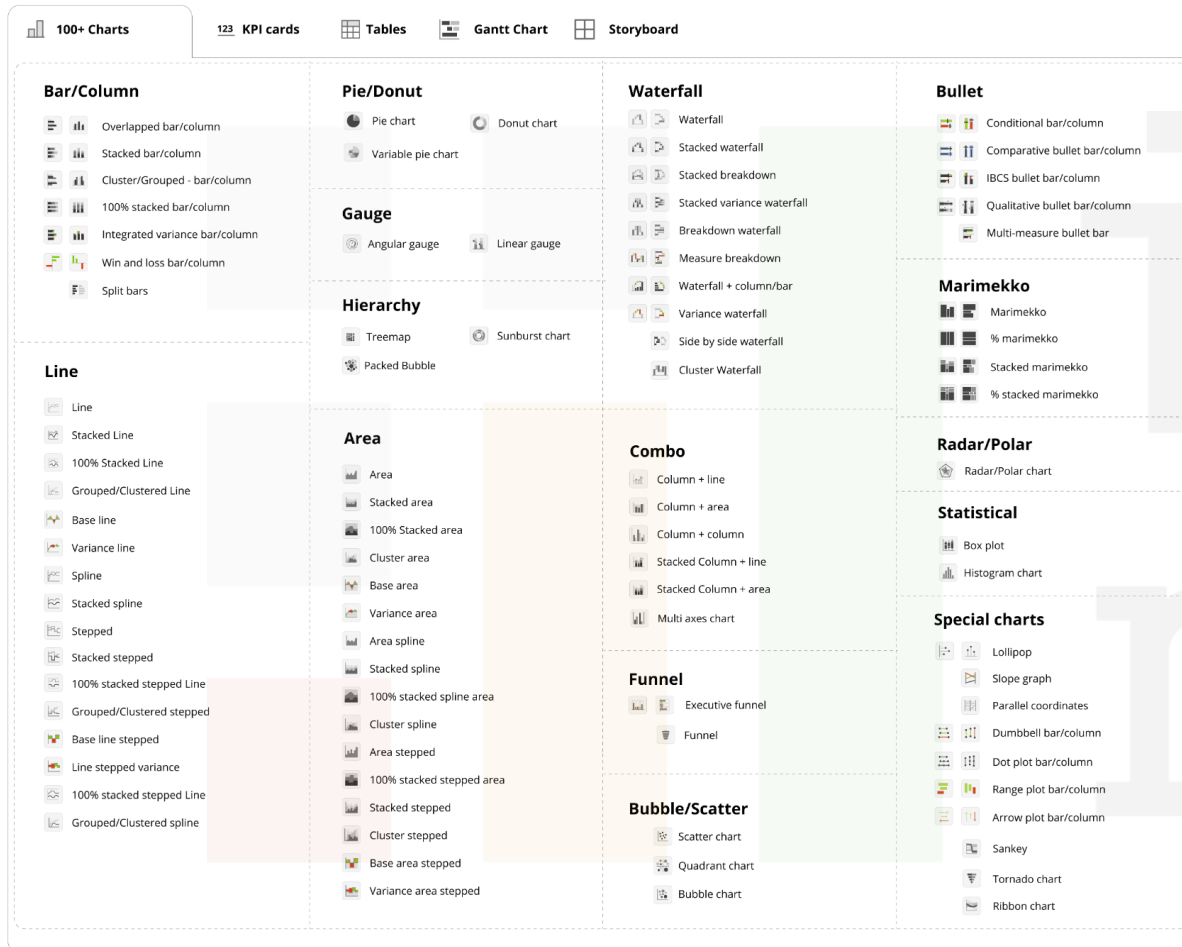 100+ Charts
123 KPI cards
Tables
Gantt Chart
Storyboard
Bar/Column
Overlapped bar/column
Stacked bar/column
Cluster/Grouped - bar/column
100% stacked bar/column
Integrated variance bar/column
Win and loss bar/column
Split bars
Line
Line
Stacked Line
100% Stacked Line
Grouped/Clustered Line
Base line
Variance line
Spline
Stacked spline
Stepped
Stacked stepped
100% stacked stepped Line
Grouped/Clustered stepped
Base line stepped
Line stepped variance
100% stacked stepped Line
Grouped/Clustered spline
Pie/Donut
Pie chart
Donut chart
Variable pie chart
Gauge
Angular gauge
Linear gauge
Hierarchy
Treemap
Sunburst chart
Packed Bubble
Area
Area
Stacked area
100% Stacked area
Cluster area
Base area
Variance area
Area spline
Stacked spline
100% stacked spline area
Cluster spline
Area stepped
100% stacked stepped area
Stacked stepped
Cluster stepped
Base area stepped
Variance area stepped
Waterfall
Waterfall
Stacked waterfall
Stacked breakdown
Stacked variance waterfall
Breakdown waterfall
Measure breakdown
Waterfall + column/bar
Variance waterfall
Side by side waterfall
Cluster Waterfall
Combo
Column + line
Column + area
Column + column
Stacked Column + line
Stacked Column + area
Multi axes chart
Funnel
Executive funnel
Funnel
Bubble/Scatter
Scatter chart
Quadrant chart
Bubble chart
Bullet
Conditional bar/column
Comparative bullet bar/column
IBCS bullet bar/column
Qualitative bullet bar/column
Multi-measure bullet bar
Marimekko
Marimekko
% marimekko
Stacked marimekko
% stacked marimekko
Radar/Polar
Radar/Polar chart
Statistical
Box plot
Histogram chart
Special charts
Lollipop
Slope graph
Parallel coordinates
Dumbbell bar/column
Dot plot bar/column
Range plot bar/column
Arrow plot bar/column
Sankey
Tornado chart
Ribbon chart